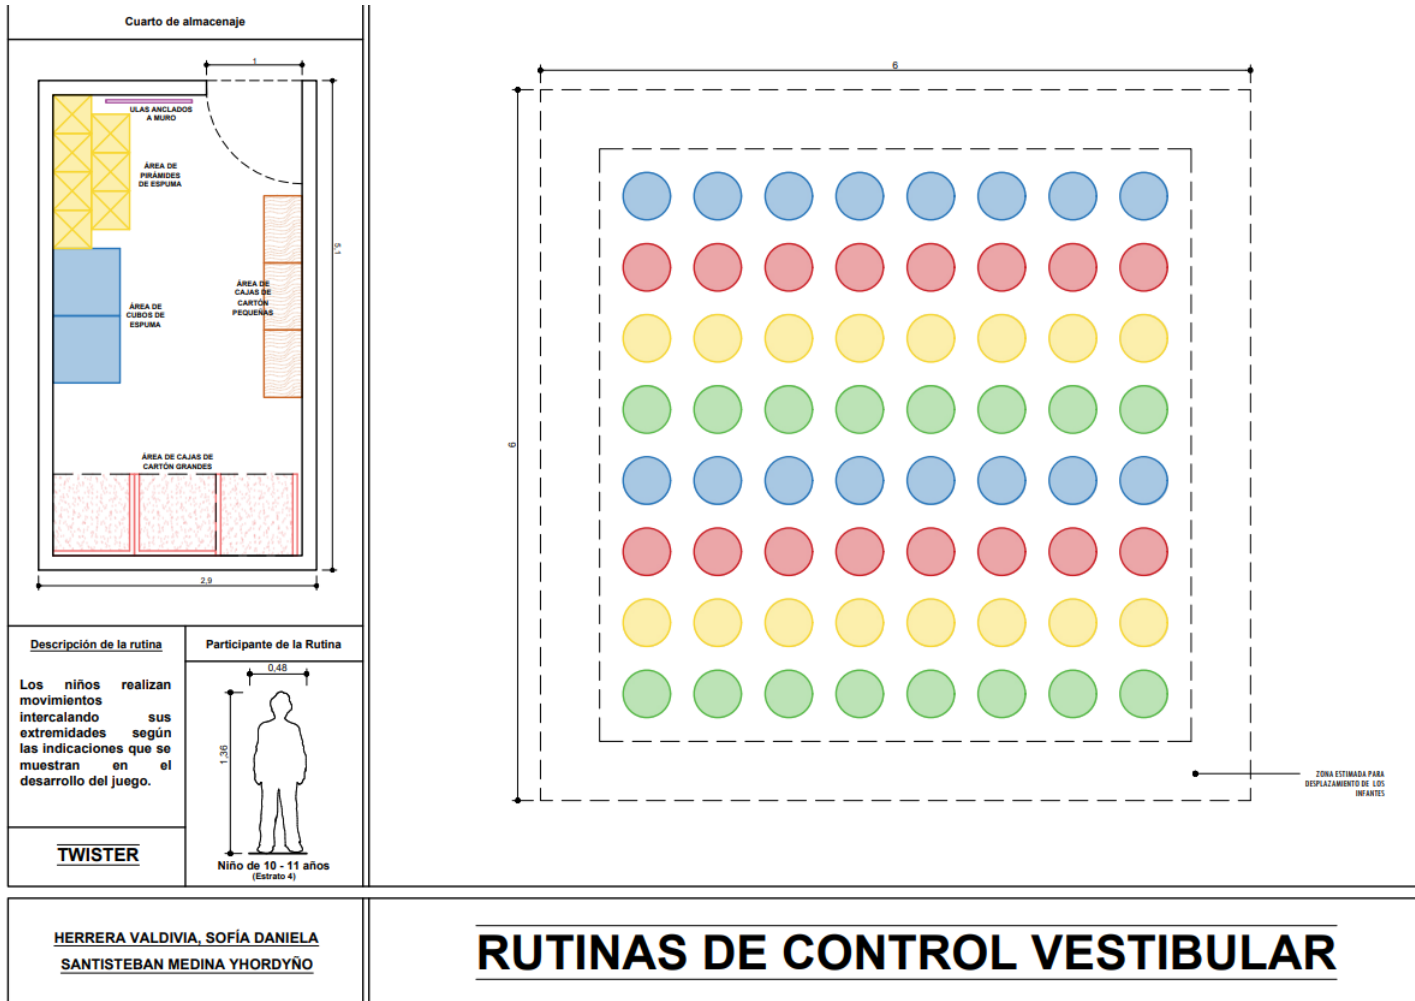 Cuarto de almacenaje
1
ULAS ANCLADOS
A MURO
ÁREA DE
PIRÁMIDES
DE ESPUMA
5,1
ÁREA DE
CAJAS DE
CARTÓN
PEQUEÑAS
ÁREA DE
CUBOS DE
ESPUMA
ÁREA DE CAJAS DE
CARTÓN GRANDES
2,9
Descripción de la rutina
Los niños realizan
movimientos
intercalando sus
extremidades según
las indicaciones que se
muestran en el
desarrollo del juego.
TWISTER
Participante de la Rutina
0,48
1,36
Niño de 10 - 11 años
(Estrato 4)
6
6
ZONA ESTIMADA PARA
DESPLAZAMIENTO DE LOS
INFANTES
HERRERA VALDIVIA, SOFÍA DANIELA
SANTISTEBAN MEDINA YHORDYÑO
RUTINAS DE CONTROL VESTIBULAR